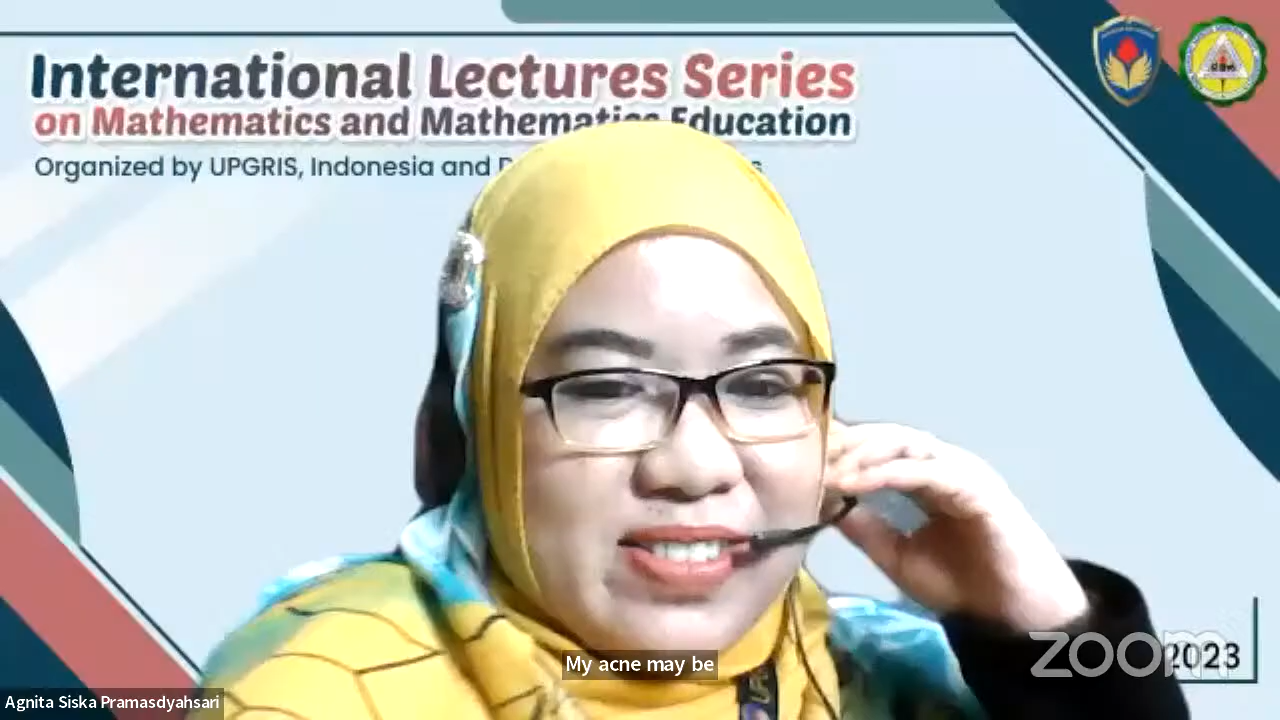 International Lectures Series
on Mathematics and Mathematics Education
Organized by UPGRIS, Indonesia and
My acne may be
zoom
2023
Agnita Siska Pramasdyahsari